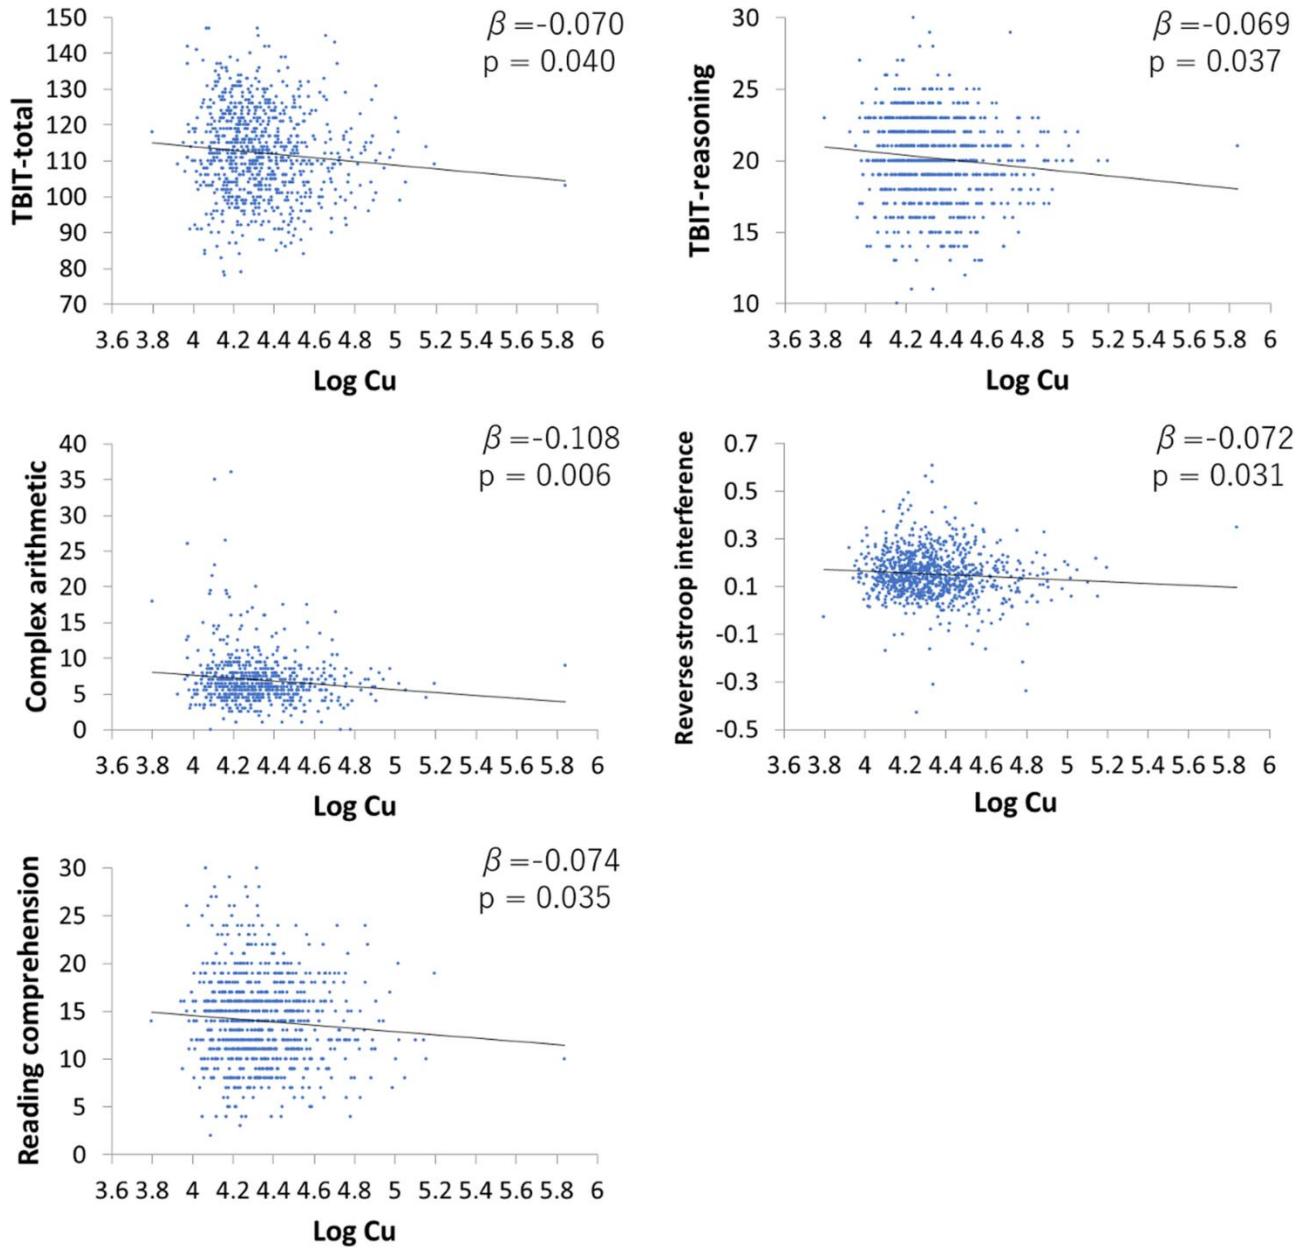 β =-0.070
p = 0.040
TBIT-total
150
140
130
120
110
100
90
80
70
3.6 3.8 4 4.2 4.4 4.6 4.8 5 5.2 5.4 5.6 5.8 6
Log Cu
β =-0.069
p = 0.037
TBIT-reasoning
30
25
20
15
10
3.6 3.8 4 4.2 4.4 4.6 4.8 5 5.2 5.4 5.6 5.8 6
Log Cu
β =-0.108
p = 0.006
Complex arithmetic
40
35
30
25
20
15
10
5
0
3.6 3.8 4 4.2 4.4 4.6 4.8 5 5.2 5.4 5.6 5.8 6
Log Cu
β =-0.072
p = 0.031
Reverse stroop interference
0.7
0.5
0.3
0.1
-0.1
-0.3
-0.5
3.6 3.8 4 4.2 4.4 4.6 4.8 5 5.2 5.4 5.6 5.8 6
Log Cu
β =-0.074
p = 0.035
Reading comprehension
30
25
20
15
10
5
0
3.6 3.8 4 4.2 4.4 4.6 4.8 5 5.2 5.4 5.6 5.8 6
Log Cu